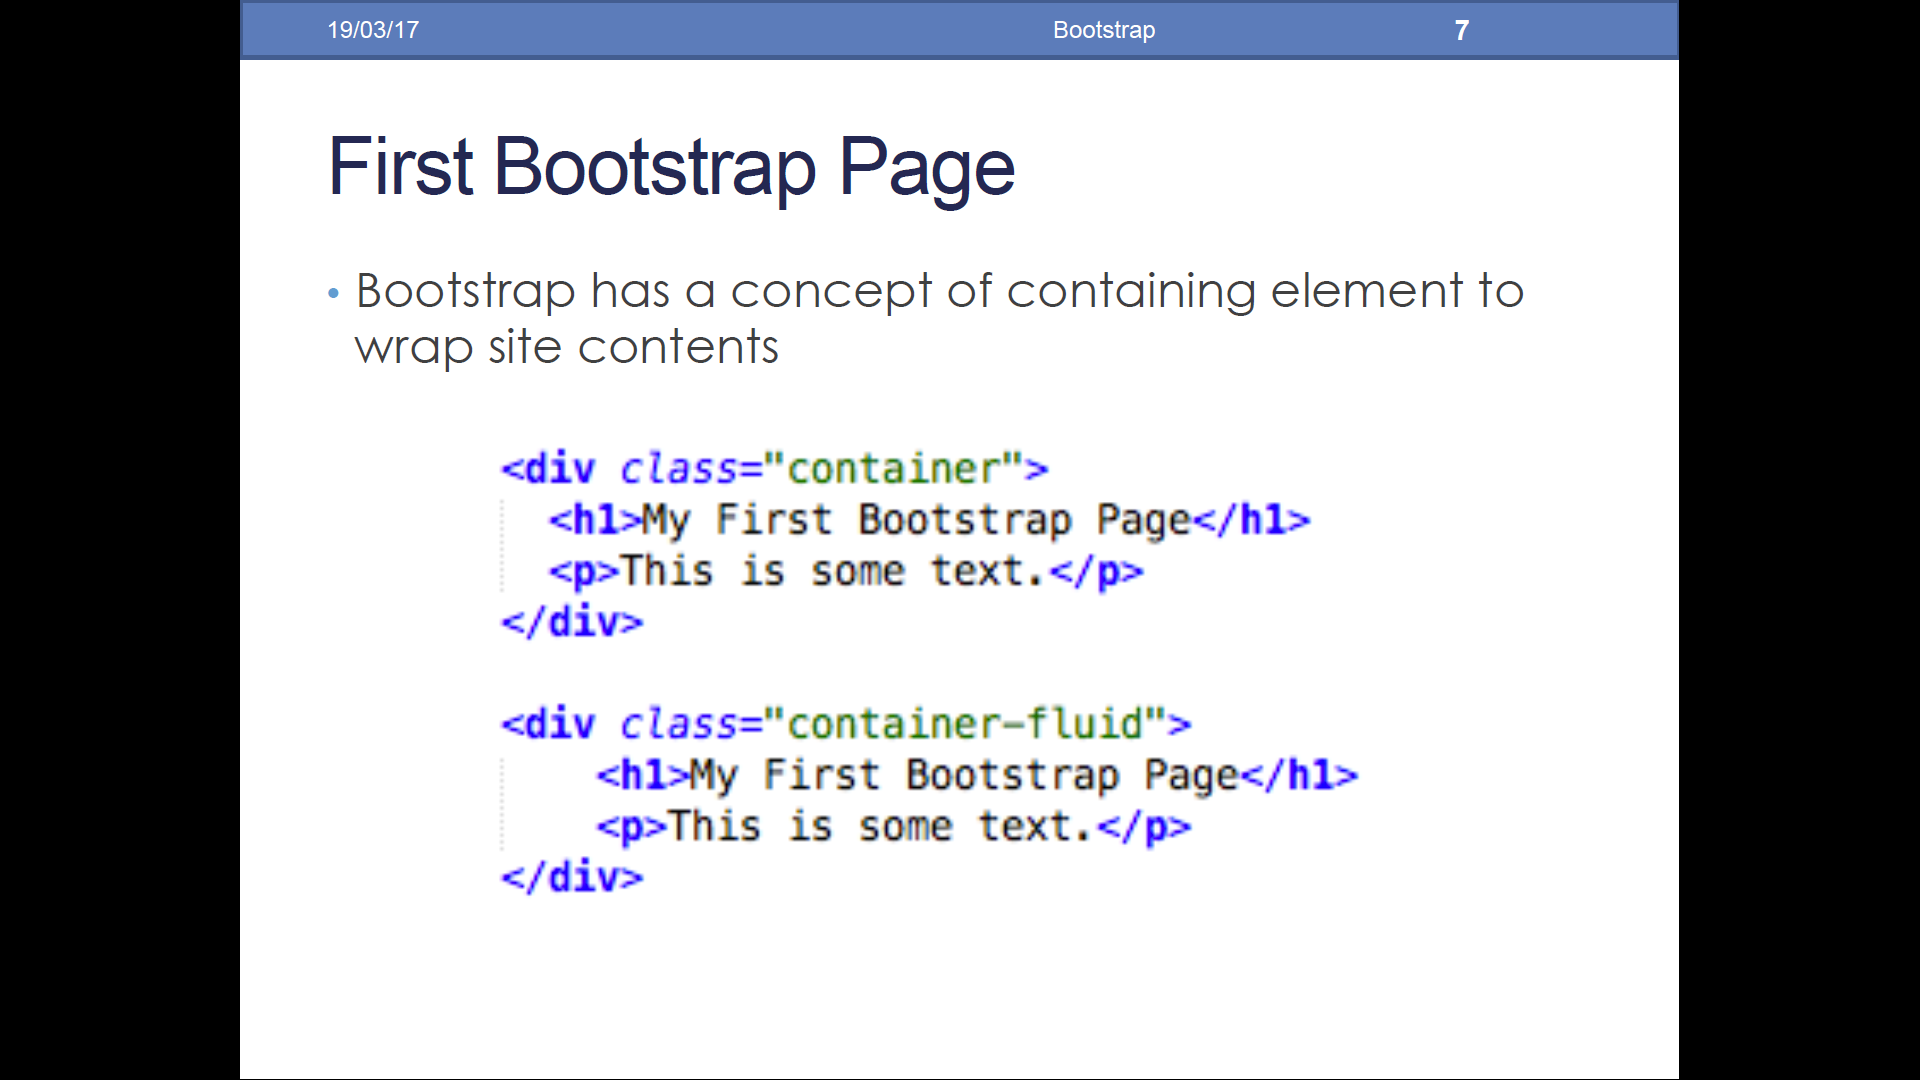 19/03/17 Bootstrap 7
First Bootstrap Page
• Bootstrap has a concept of containing element to
wrap site contents
<div class="container">
<h1>My First Bootstrap Page</h1>
<p>This is some text.</p>
</div>
<div class="container-fluid">
<h1>My First Bootstrap Page</h1>
<p>This is some text.</p>
</div>